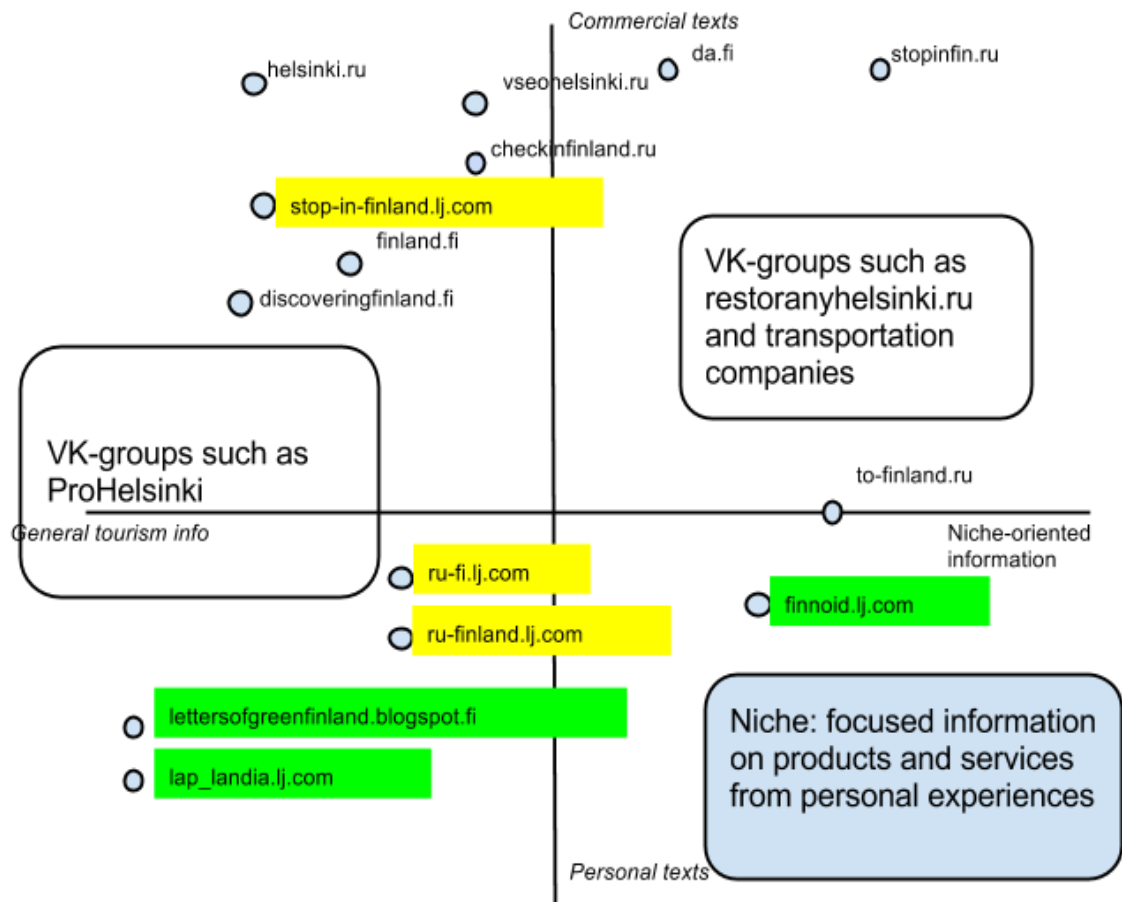 Commercial texts
da.fi
stopinfin.ru
helsinki.ru
vseohelsinki.ru
checkinfinland.ru
stop-in-finland.lj.com
finland.fi
discoveringfinland.fi
VK-groups such as
restoranyhelsinki.ru
and transportation
companies
VK-groups such as
ProHelsinki
to-finland.ru
General tourism info
Niche-oriented
information
ru-fi.lj.com
finnoid.lj.com
ru-finland.lj.com
lettersofgreenfinland.blogspot.fi
lap_landia.lj.com
Niche: focused information
on products and services
from personal experiences
Personal texts